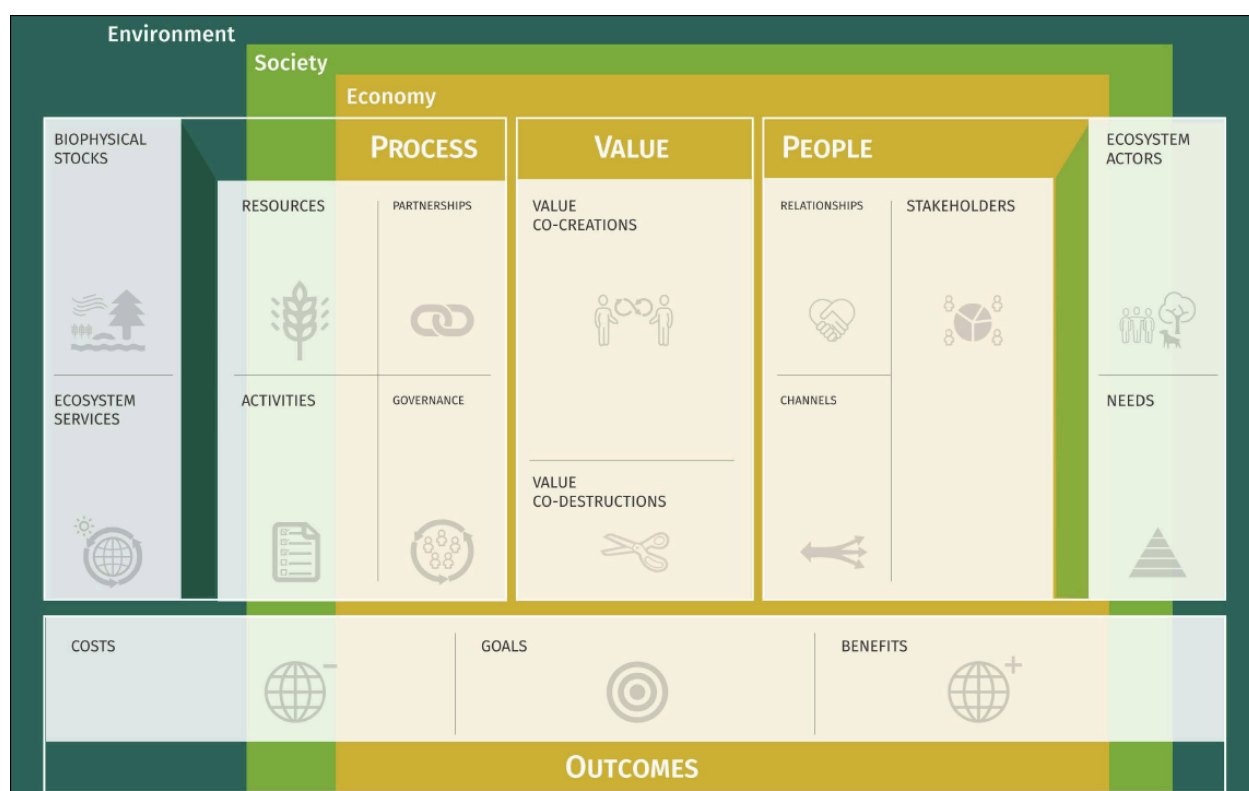 Environment
Society
Economy
BIOPHYSICAL
STOCKS
ECOSYSTEM
SERVICES
PROCESS
RESOURCES
PARTNERSHIPS
ACTIVITIES
GOVERNANCE
VALUE
VALUE
CO-CREATIONS
VALUE
CO-DESTRUCTIONS
PEOPLE
RELATIONSHIPS
STAKEHOLDERS
CHANNELS
ECOSYSTEM
ACTORS
NEEDS
COSTS
GOALS
BENEFITS
OUTCOMES